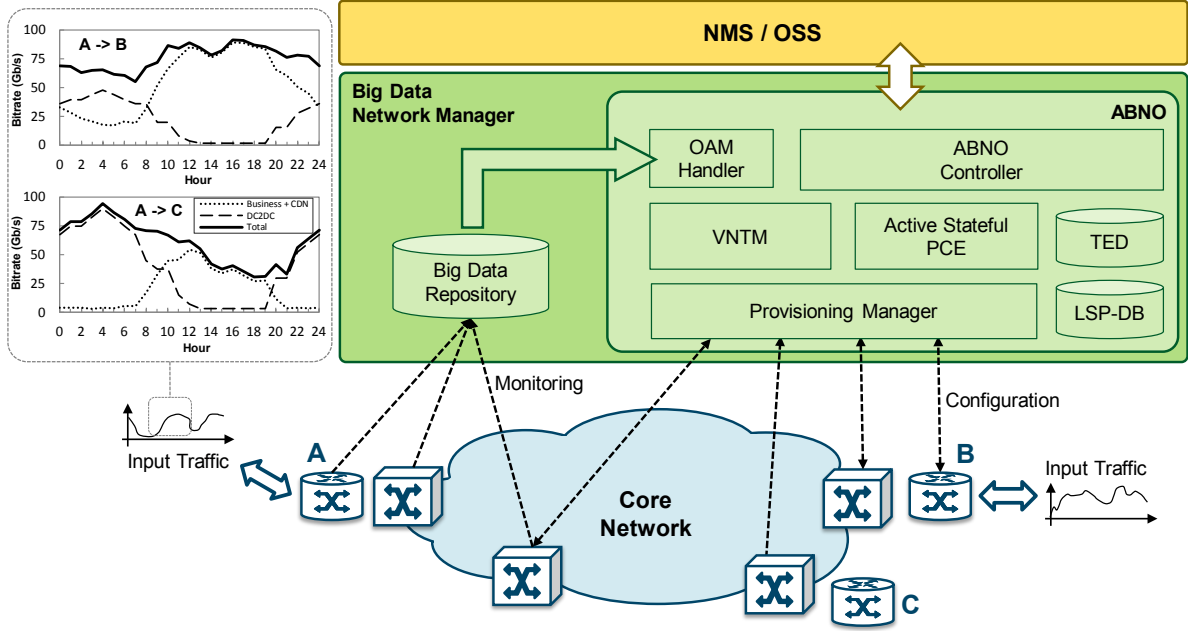 A -> B
Bitrate (Gb/s)
100
75
50
25
0
0 2 4 6 8 10 12 14 16 18 20 22 24
Hour
A -> C
Business + CDN
DC2DC
Total
Bitrate (Gb/s)
100
75
50
25
0
0 2 4 6 8 10 12 14 16 18 20 22 24
Hour
NMS / OSS
Big Data
Network Manager
ABNO
OAM
Handler
ABNO
Controller
VNTM
Active Stateful
PCE
TED
Big Data
Repository
Provisioning Manager
LSP-DB
Monitoring
Configuration
Input Traffic
A
B
Input Traffic
Core
Network
C